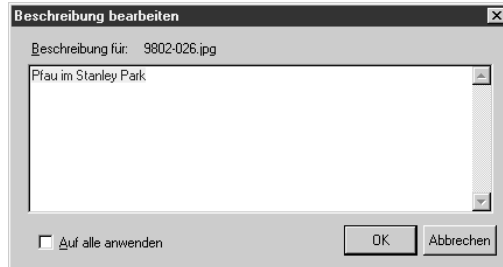 Beschreibung bearbeiten
Beschreibung für: 9802-026.jpg
Pfau im Stanley Park
Auf alle anwenden
OK
Abbrechen